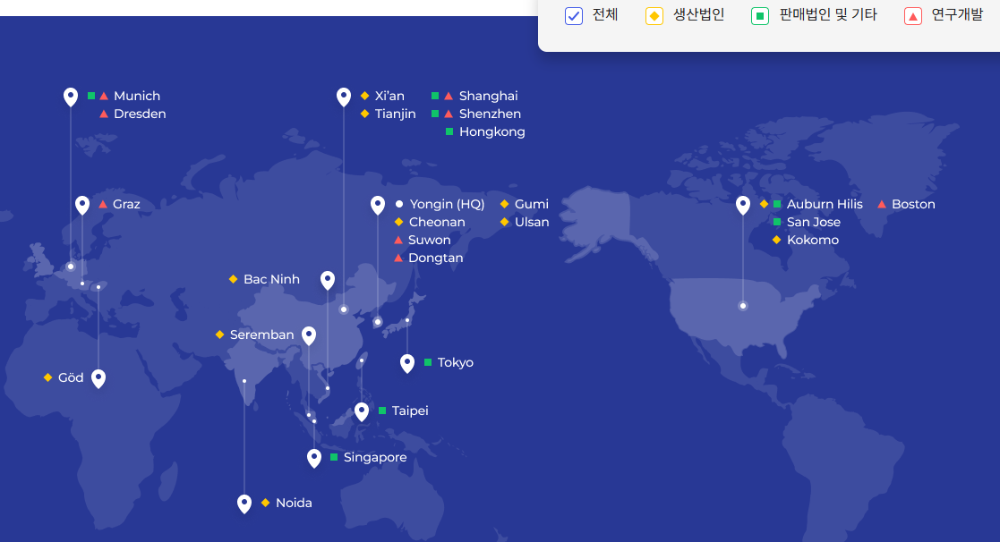 전체 생산법인 판매법인 및 기타 연구개발
Munich
Dresden
Xi’an Shanghai
Tianjin Shenzhen
Hongkong
Graz
Yongin (HQ) Gumi
Cheonan Ulsan
Suwon
Dongtan
Auburn Hilis Boston
San Jose
Kokomo
Bac Ninh
Seremban
Tokyo
Göd
Taipei
Singapore
Noida